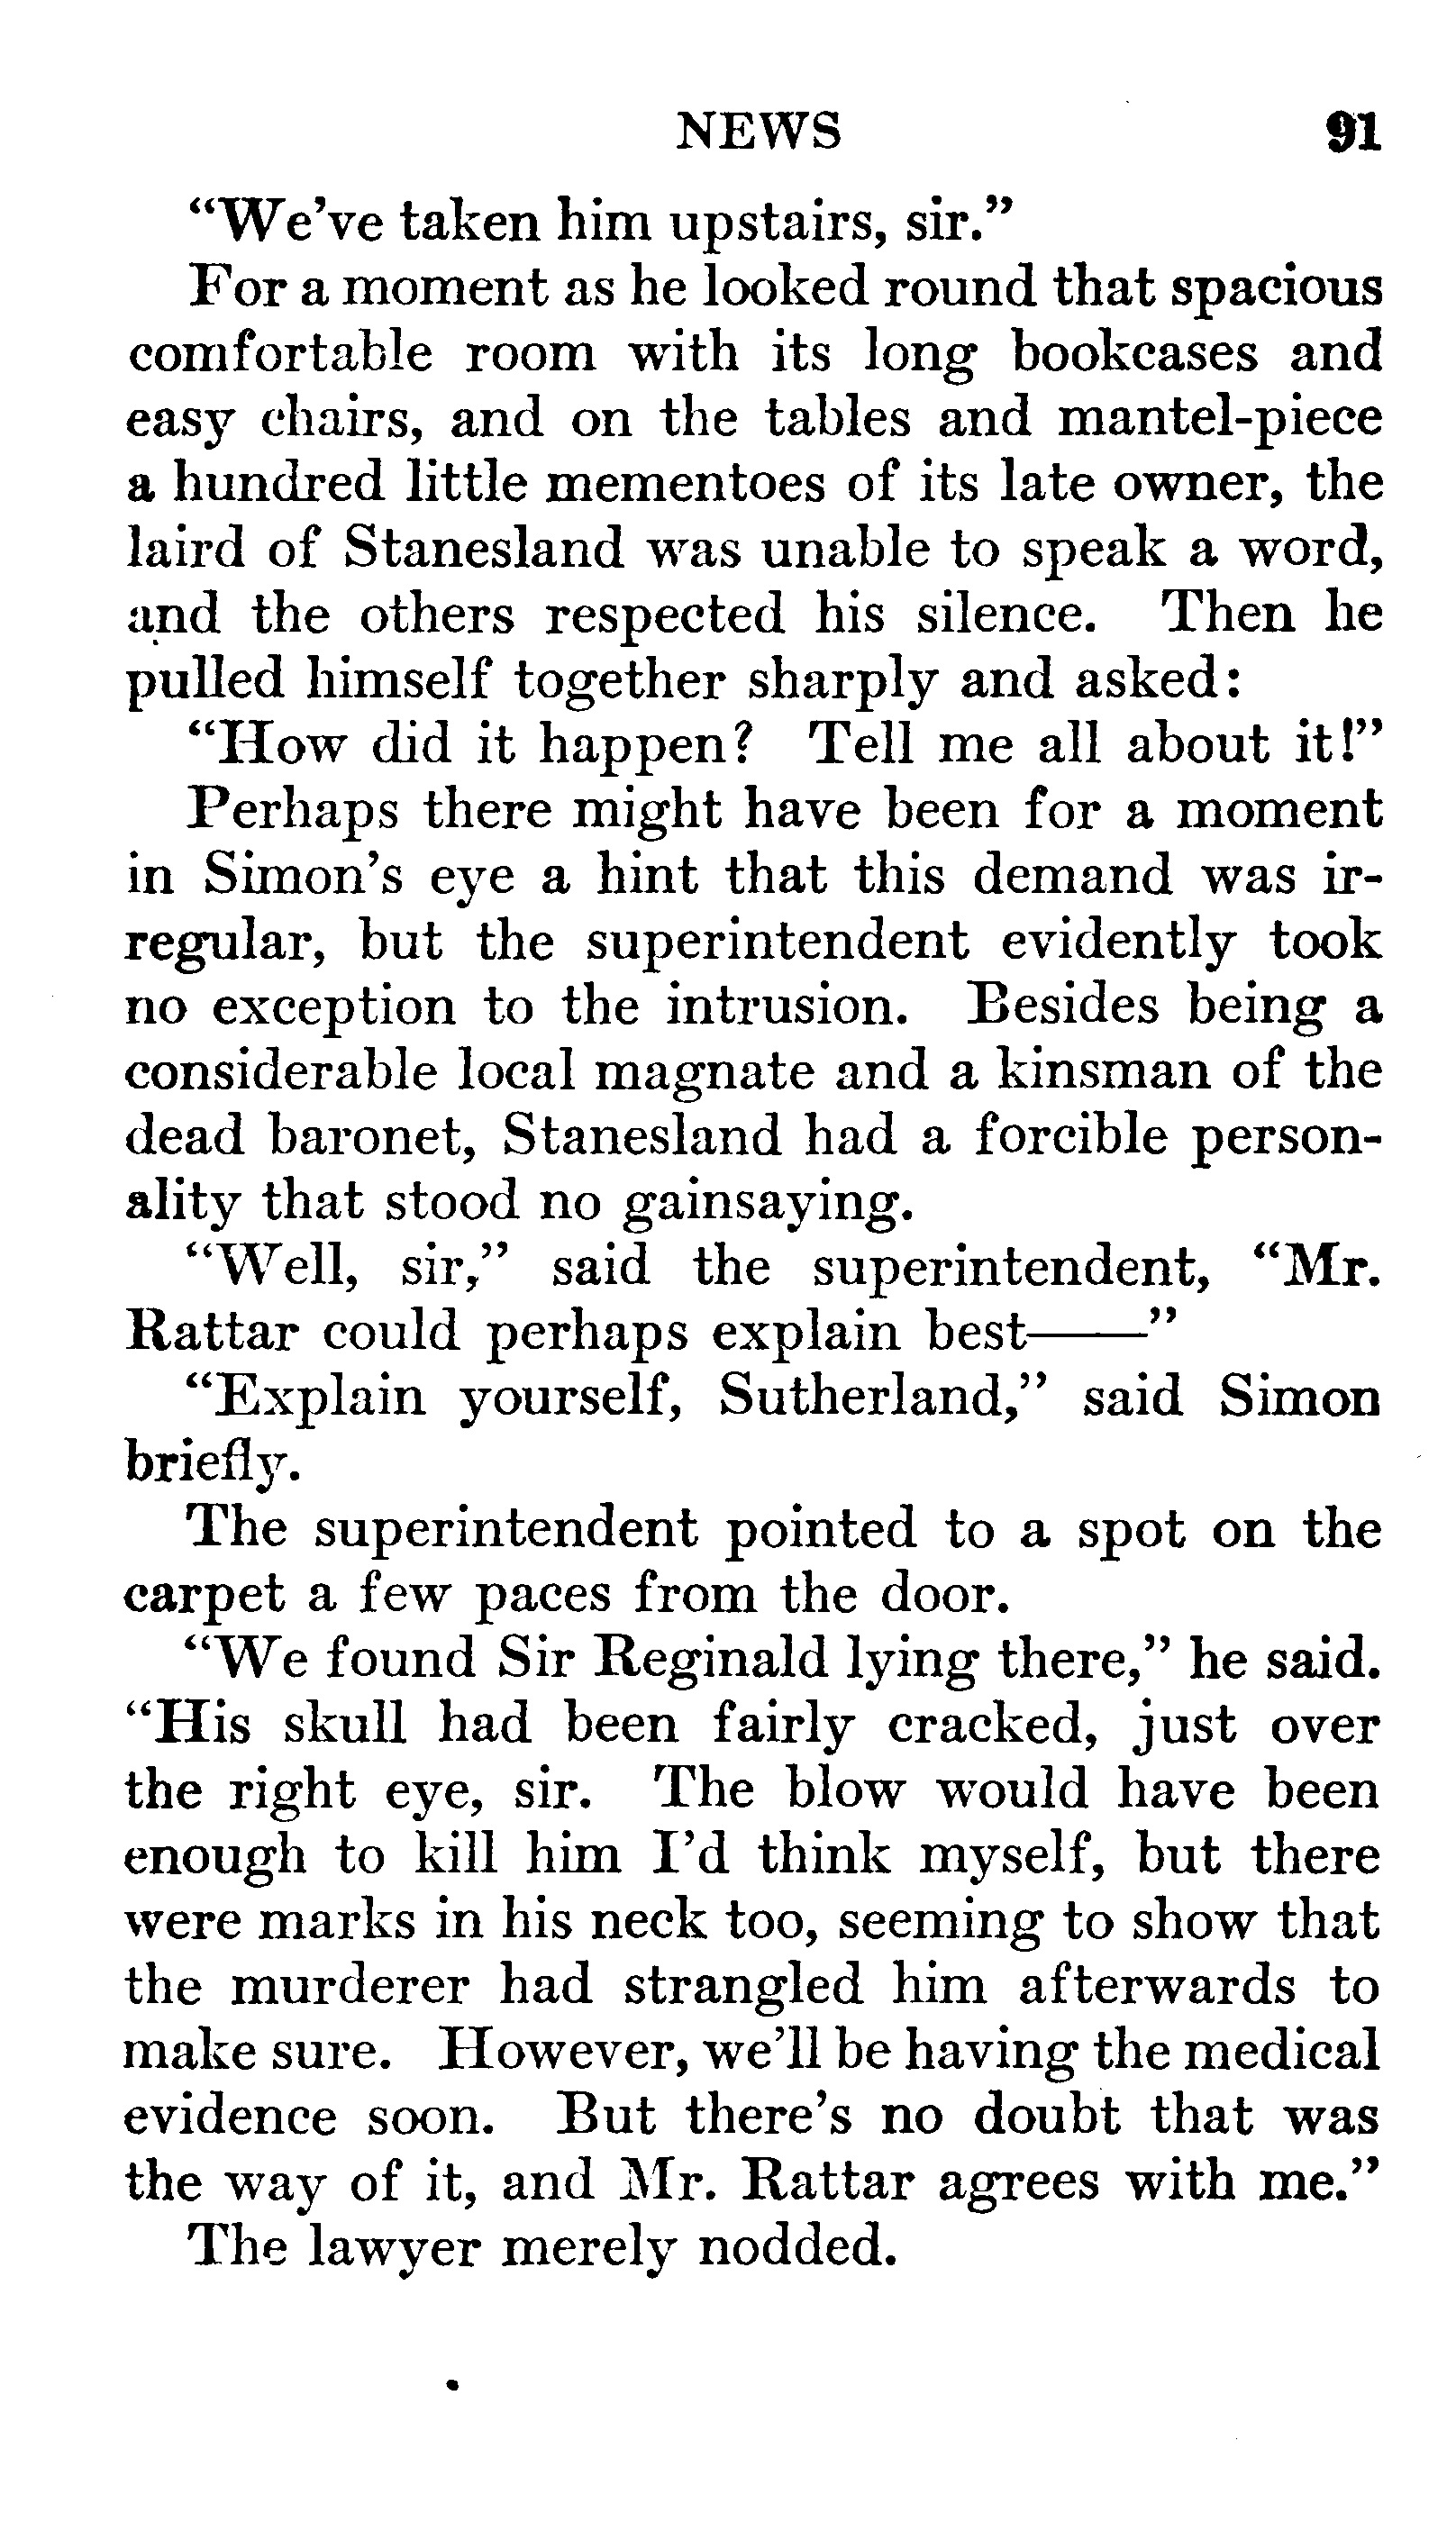 NEWS 91
“We’ve taken him upstairs, sir.”
For a moment as he looked round that spacious
comfortable room with its long bookcases and
easy chairs, and on the tables and mantel-piece
a hundred little mementoes of its late owner, the
laird of Stanesland was unable to speak a word,
and the others respected his silence. Then he
pulled himself together sharply and asked:
“How did it happen? Tell me all about it!”
Perhaps there might have been for a moment
in Simon’s eye a hint that this demand was ir-
regular, but the superintendent evidently took
no exception to the intrusion. Besides being a
considerable local magnate and a kinsman of the
dead baronet, Stanesland had a forcible person-
ality that stood no gainsaying.
“Well, sir,” said the superintendent, “Mr.
Rattar could perhaps explain best——”
“Explain yourself, Sutherland,” said Simon
briefly.
The superintendent pointed to a spot on the
carpet a few paces from the door.
“We found Sir Reginald lying there,” he said.
“His skull had been fairly cracked, just over
the right eye, sir. The blow would have been
enough to kill him I’d think myself, but there
were marks in his neck too, seeming to show that
the murderer had strangled him afterwards to
make sure. However, we’ll be having the medical
evidence soon. But there’s no doubt that was
the way of it, and Mr. Rattar agrees with me.”
The lawyer merely nodded.